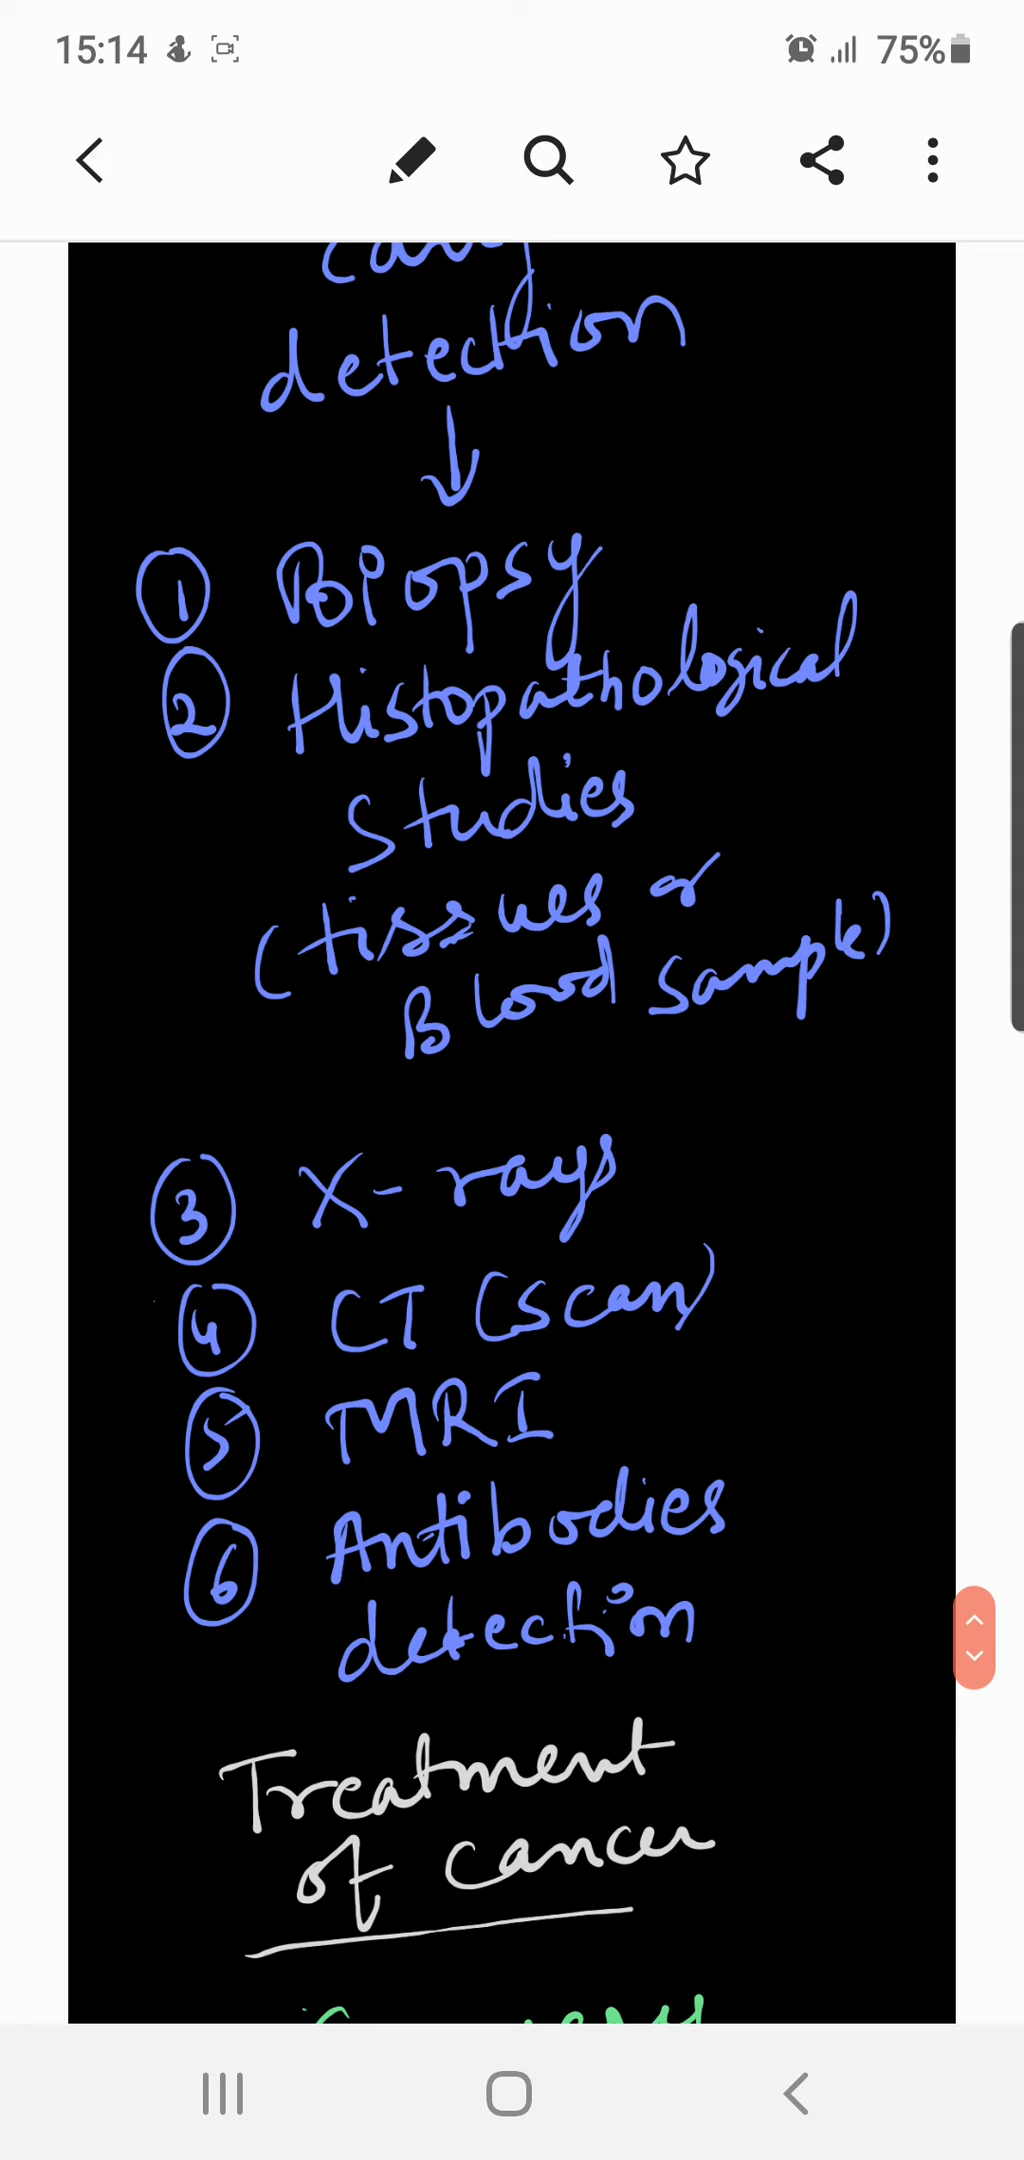 15:14
75%
detection
1 Biopsy
2 Histopathological
Studies
(tissues or
Blood sample)
3 X-rays
4 CT (scan)
5 MRI
6 Antibodies
detection
Treatment
of cancer